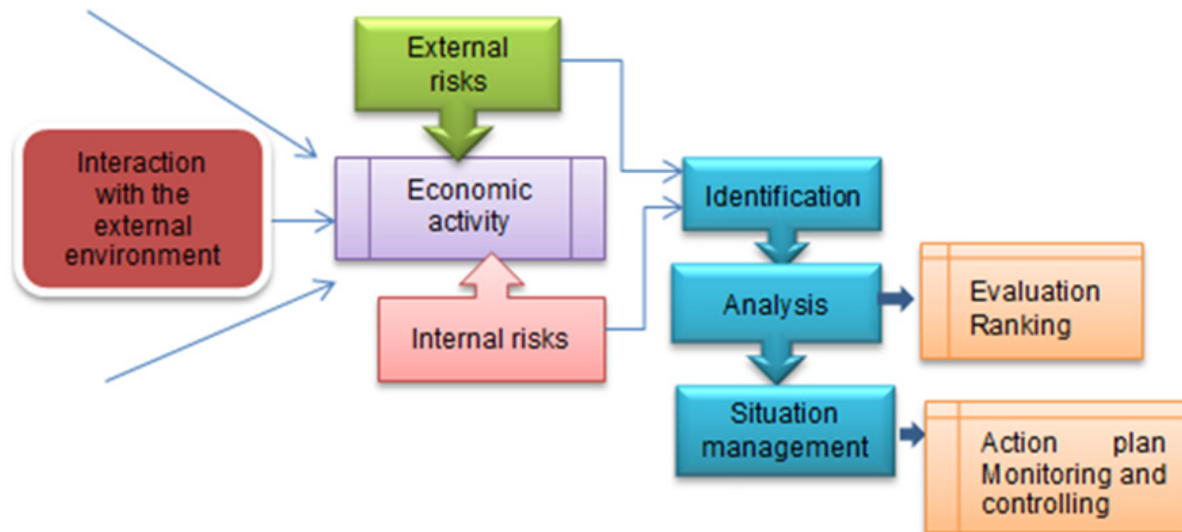 External
risks
Interaction
with the
external
environment
Economic
activity
Identification
Internal risks
Analysis
Evaluation
Ranking
Situation
management
Action plan
Monitoring and
controlling